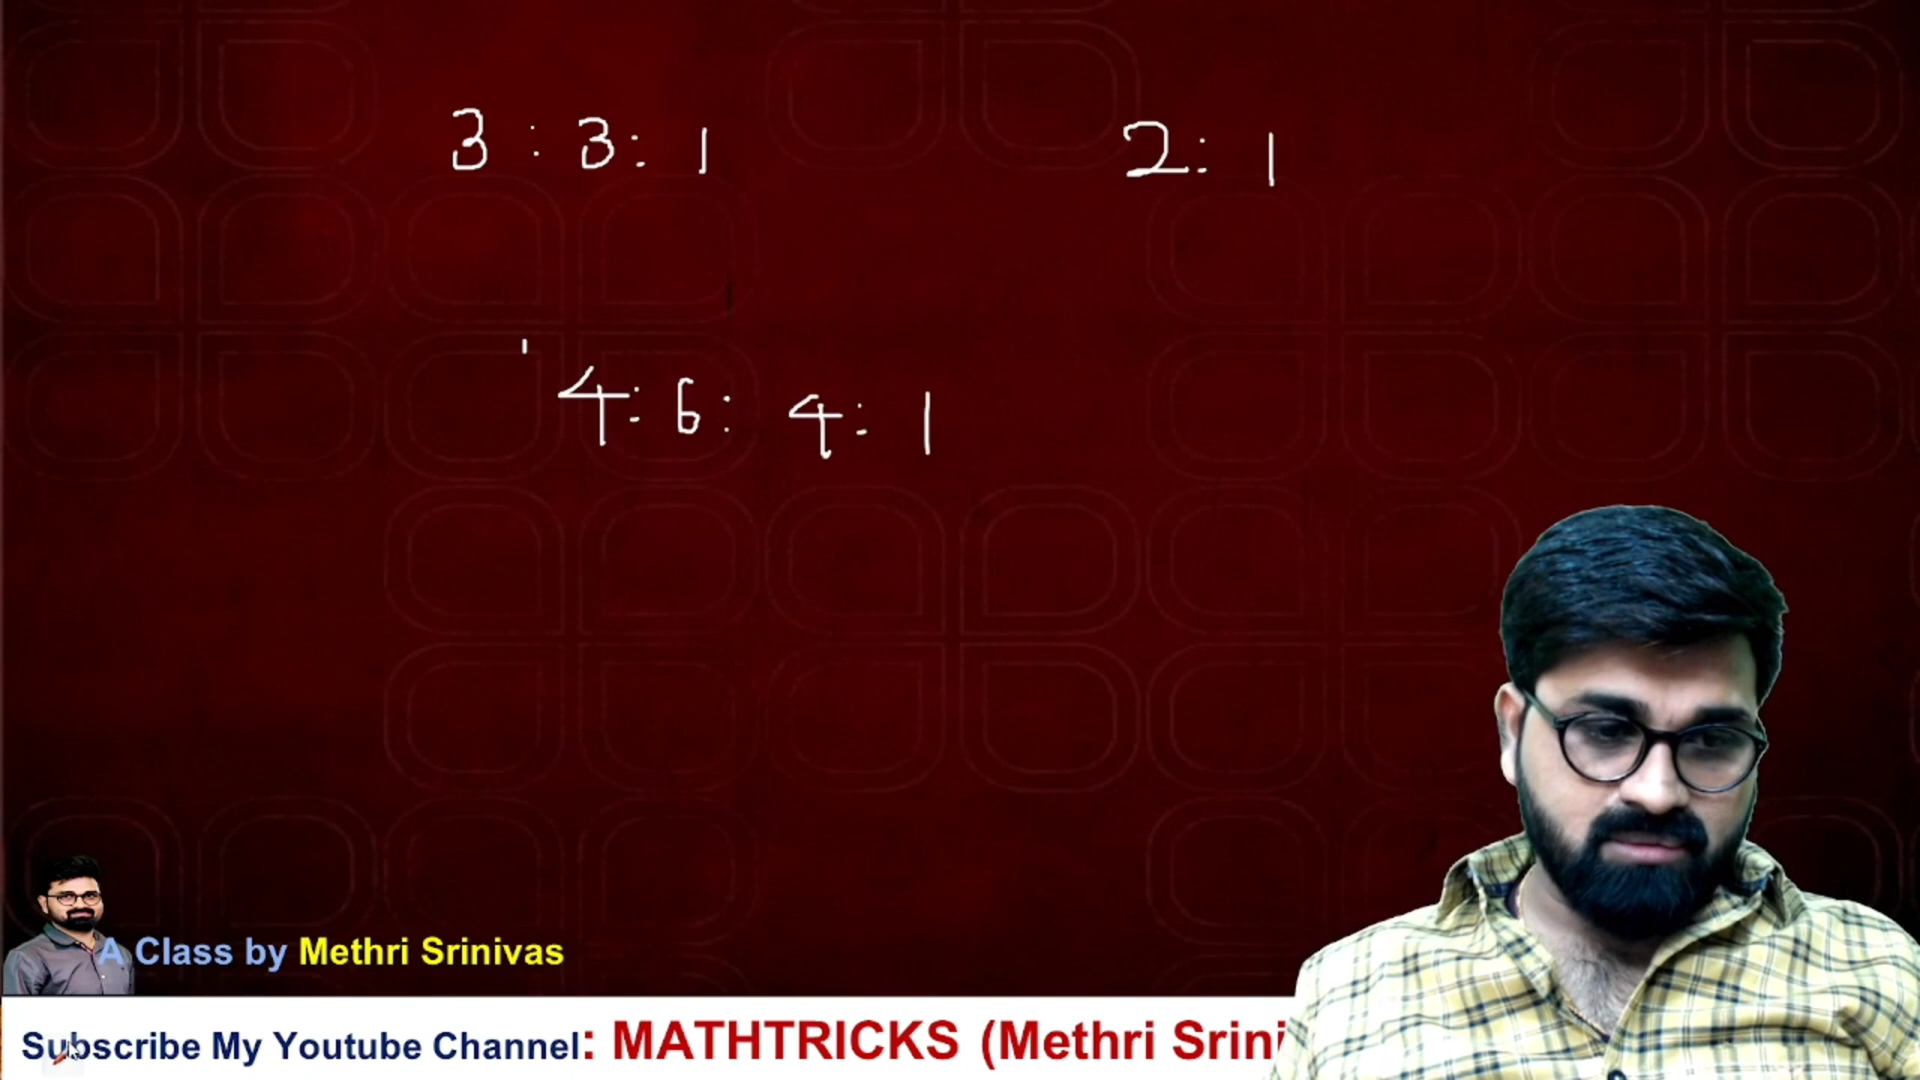 3 : 3 : 1
2 : 1
4 : 6 : 4 : 1
A Class by Methri Srinivas
Subscribe My Youtube Channel: MATHTRICKS (Methri Srini